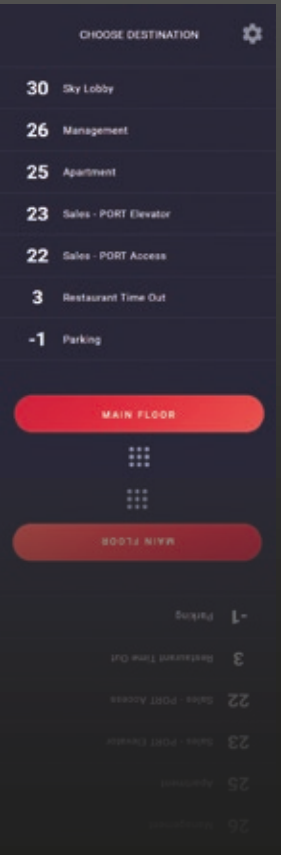 CHOOSE DESTINATION
30 Sky Lobby
26 Management
25 Apartment
23 Sales - PORT Elevator
22 Sales - PORT Access
3 Restaurant Time Out
-1 Parking
MAIN FLOOR
MAIN FLOOR
-1 Parking
3 Restaurant Time Out
22 Sales - PORT Access
23 Sales - PORT Elevator
25 Apartment
26 Management